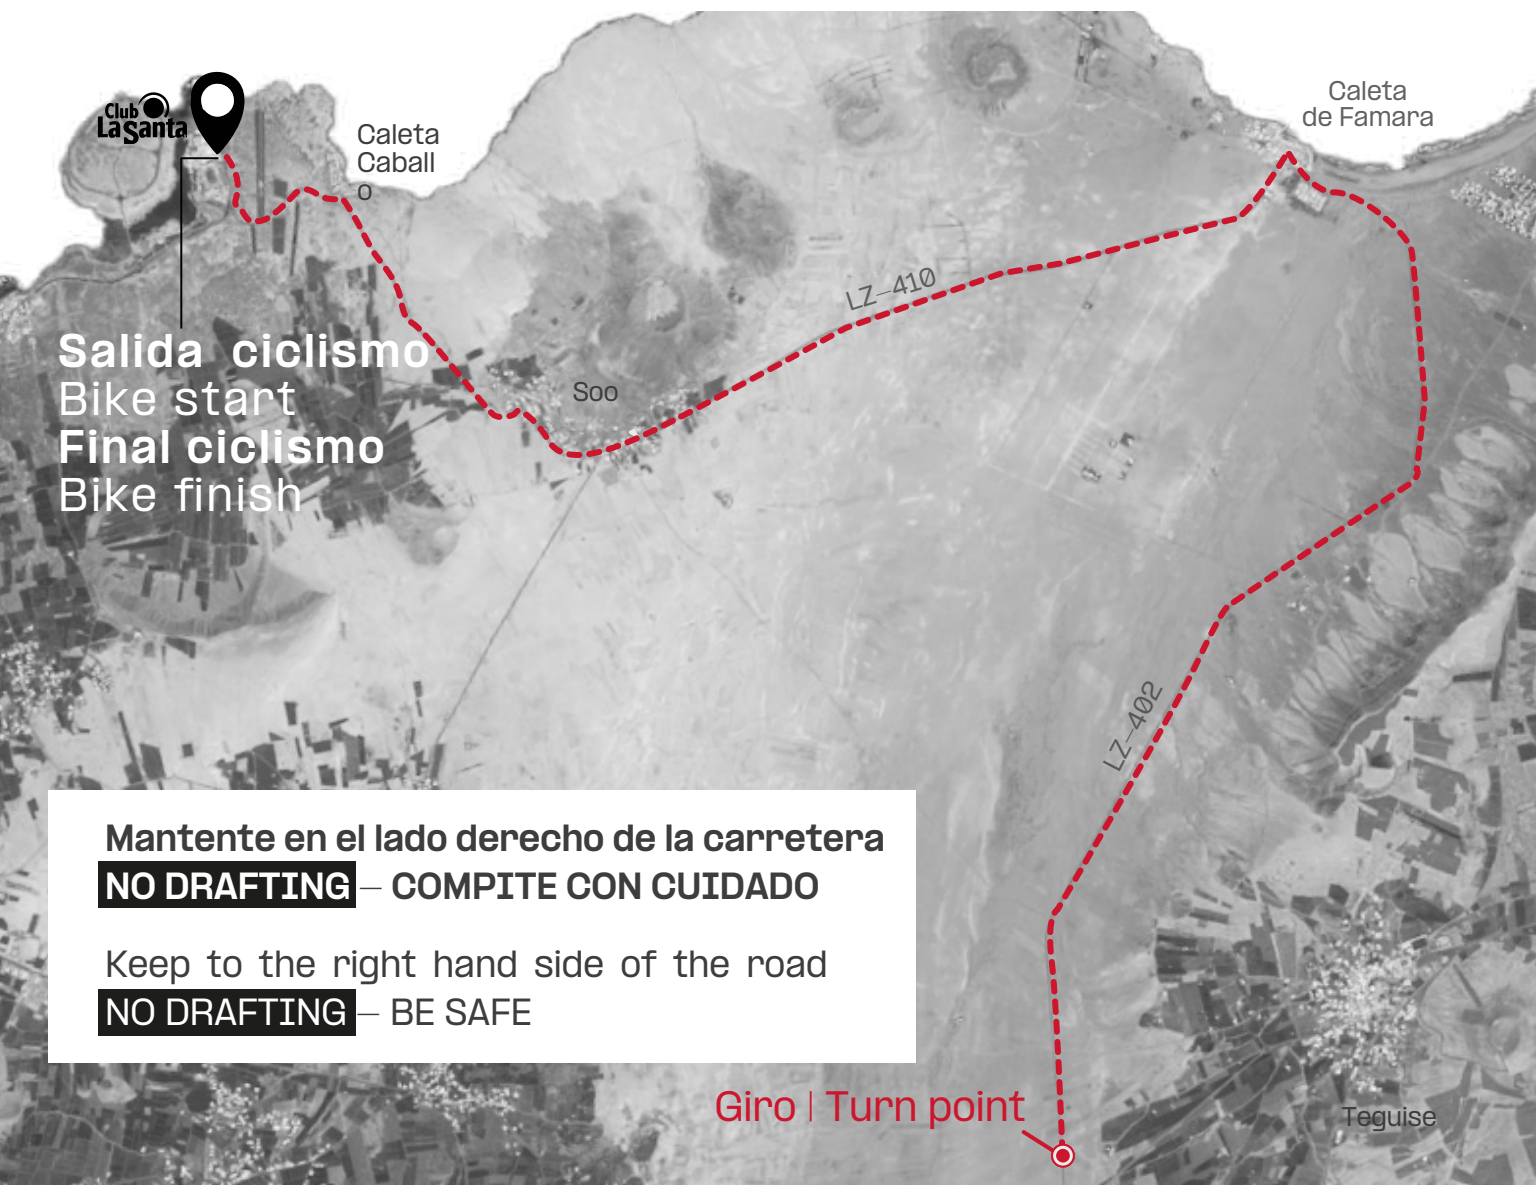 Club
La Santa
Caleta
Caball
o
Caleta
de Famara
Salida ciclismo
Bike start
Final ciclismo
Bike finish
Soo
LZ-410
LZ-402
Mantente en el lado derecho de la carretera
NO DRAFTING – COMPITE CON CUIDADO
Keep to the right hand side of the road
NO DRAFTING – BE SAFE
Giro | Turn point
Teguise